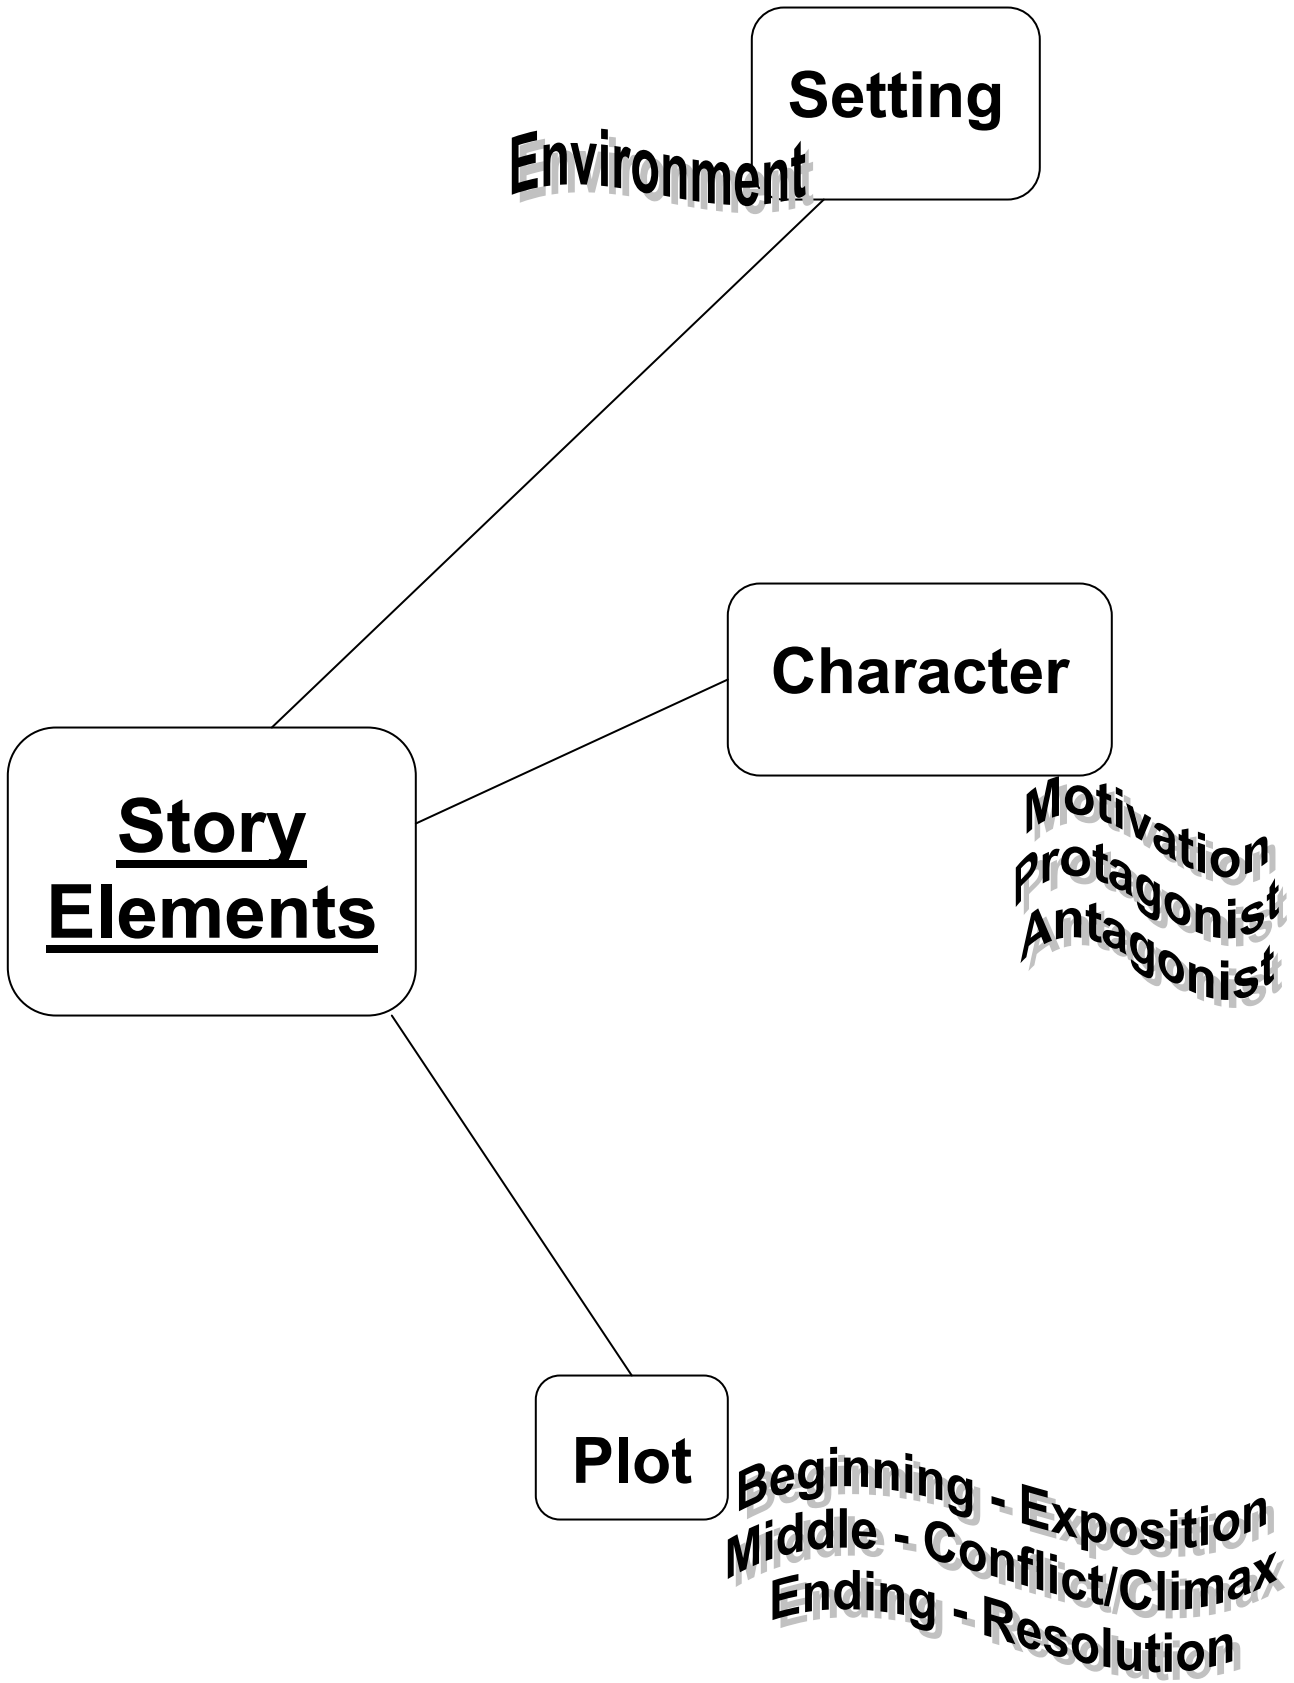 Setting
Environment
Character
Motivation
Protagonist
Antagonist
Story
Elements
Plot
Beginning - Exposition
Middle - Conflict/Climax
Ending - Resolution